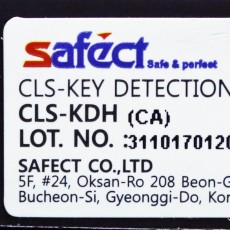 Saféct
Safe & perfect
CLS-KEY DETECTION
CLS-KDH (CA)
LOT. NO. :3110170120
SAFECT CO.,LTD
5F, #24, Oksan-Ro 208 Beon-G
Bucheon-Si, Gyeonggi-Do, Kor